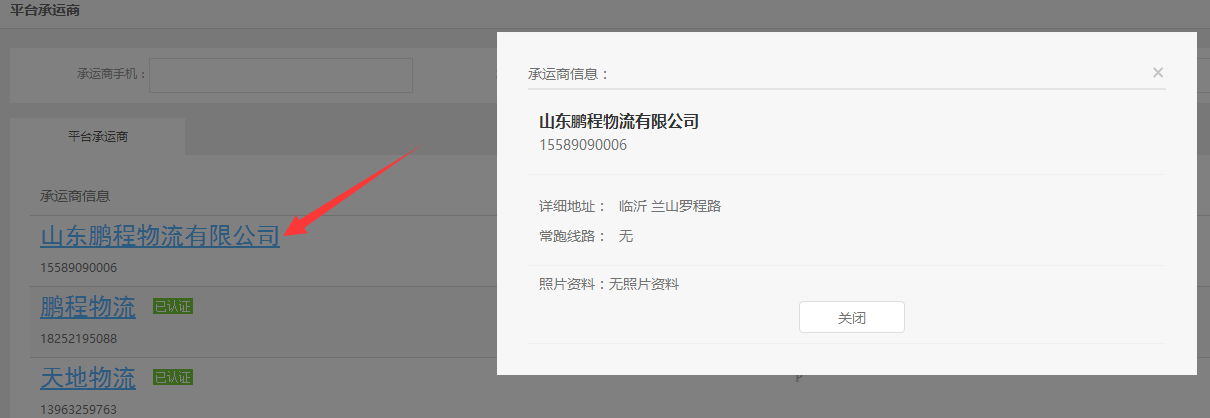 平台承运商
承运商手机：
平台承运商
承运商信息
山东鹏程物流有限公司
15589090006
鹏程物流 已认证
18252195088
天地物流 已认证
13963259763
承运商信息： ×
山东鹏程物流有限公司
15589090006
详细地址： 临沂 兰山罗程路
常跑线路： 无
照片资料：无照片资料
关闭